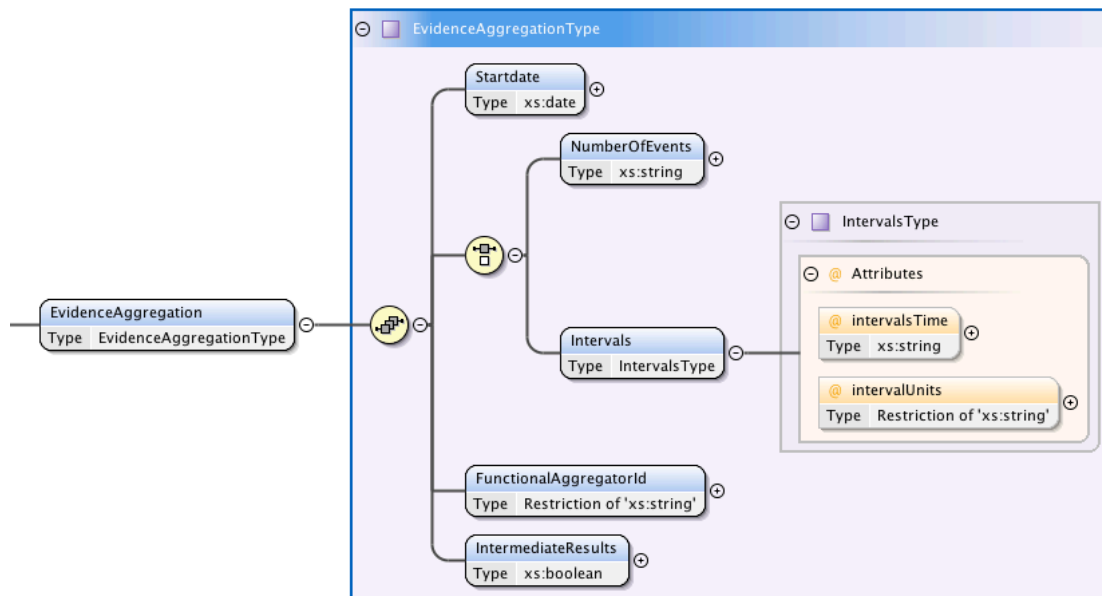 EvidenceAggregationType
Startdate
Type xs:date
NumberOfEvents
Type xs:string
IntervalsType
@ Attributes
@ intervalsTime
Type xs:string
@ intervalUnits
Type Restriction of 'xs:string'
EvidenceAggregation
Type EvidenceAggregationType
Intervals
Type IntervalsType
FunctionalAggregatorId
Type Restriction of 'xs:string'
IntermediateResults
Type xs:boolean